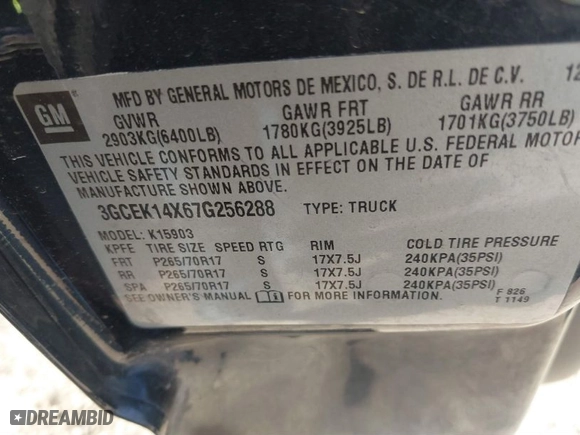 GM
MFD BY GENERAL MOTORS DE MEXICO, S. DE R.L. DE C.V. 12
GVWR GAWR FRT GAWR RR
2903KG(6400LB) 1780KG(3925LB) 1701KG(3750LB)
THIS VEHICLE CONFORMS TO ALL APPLICABLE U.S. FEDERAL MOTOR
VEHICLE SAFETY STANDARDS IN EFFECT ON THE DATE OF
MANUFACTURE SHOWN ABOVE.
3GCEK14X67G256288 TYPE: TRUCK
MODEL: K15903
KPFE TIRE SIZE SPEED RTG RIM COLD TIRE PRESSURE
FRT P265/70R17 S 17X7.5J 240KPA(35PSI)
RR P265/70R17 S 17X7.5J 240KPA(35PSI)
SPA P265/70R17 S 17X7.5J 240KPA(35PSI)
SEE OWNER'S MANUAL FOR MORE INFORMATION. F 826
T 1149
DREAMBID